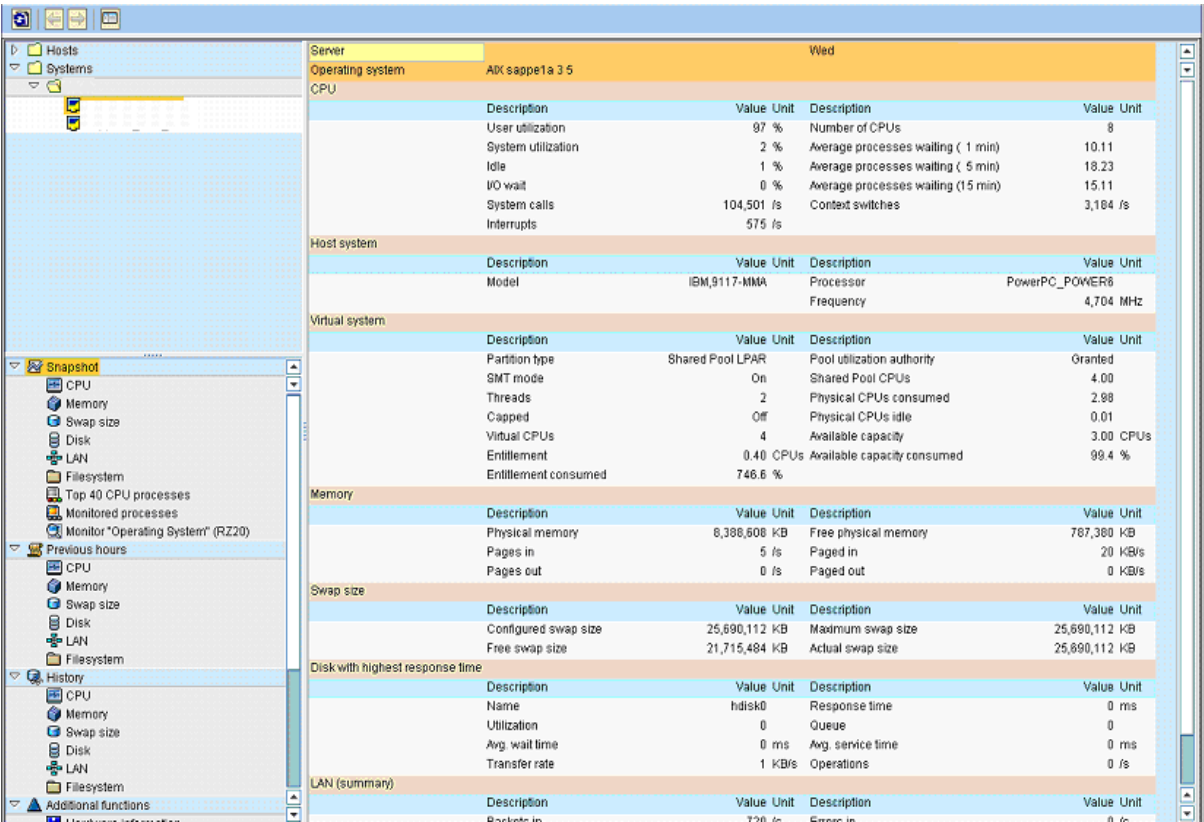 Hosts
Systems
Snapshot
CPU
Memory
Swap size
Disk
LAN
Filesystem
Top 40 CPU processes
Monitored processes
Monitor "Operating System" (RZ20)
Previous hours
CPU
Memory
Swap size
Disk
LAN
Filesystem
History
CPU
Memory
Swap size
Disk
LAN
Filesystem
Additional functions
Hardware information
Server Wed
Operating system AIX sappe1a 3 5
CPU
Description Value Unit Description Value Unit
User utilization 97 % Number of CPUs 8
System utilization 2 % Average processes waiting ( 1 min) 10.11
Idle 1 % Average processes waiting ( 5 min) 18.23
I/O wait 0 % Average processes waiting (15 min) 15.11
System calls 104,501 /s Context switches 3,184 /s
Interrupts 575 /s
Host system
Description Value Unit Description Value Unit
Model IBM,9117-MMA Processor PowerPC_POWER6
Frequency 4,704 MHz
Virtual system
Description Value Unit Description Value Unit
Partition type Shared Pool LPAR Pool utilization authority Granted
SMT mode On Shared Pool CPUs 4.00
Threads 2 Physical CPUs consumed 2.98
Capped Off Physical CPUs idle 0.01
Virtual CPUs 4 Available capacity 3.00 CPUs
Entitlement 0.40 CPUs Available capacity consumed 99.4 %
Entitlement consumed 746.6 %
Memory
Description Value Unit Description Value Unit
Physical memory 8,388,608 KB Free physical memory 787,380 KB
Pages in 5 /s Paged in 20 KB/s
Pages out 0 /s Paged out 0 KB/s
Swap size
Description Value Unit Description Value Unit
Configured swap size 25,690,112 KB Maximum swap size 25,690,112 KB
Free swap size 21,715,484 KB Actual swap size 25,690,112 KB
Disk with highest response time
Description Value Unit Description Value Unit
Name hdisk0 Response time 0 ms
Utilization 0 Queue 0
Avg. wait time 0 ms Avg. service time 0 ms
Transfer rate 1 KB/s Operations 0 /s
LAN (summary)
Description Value Unit Description Value Unit
Packets in 720 /s Errors in 0 /s